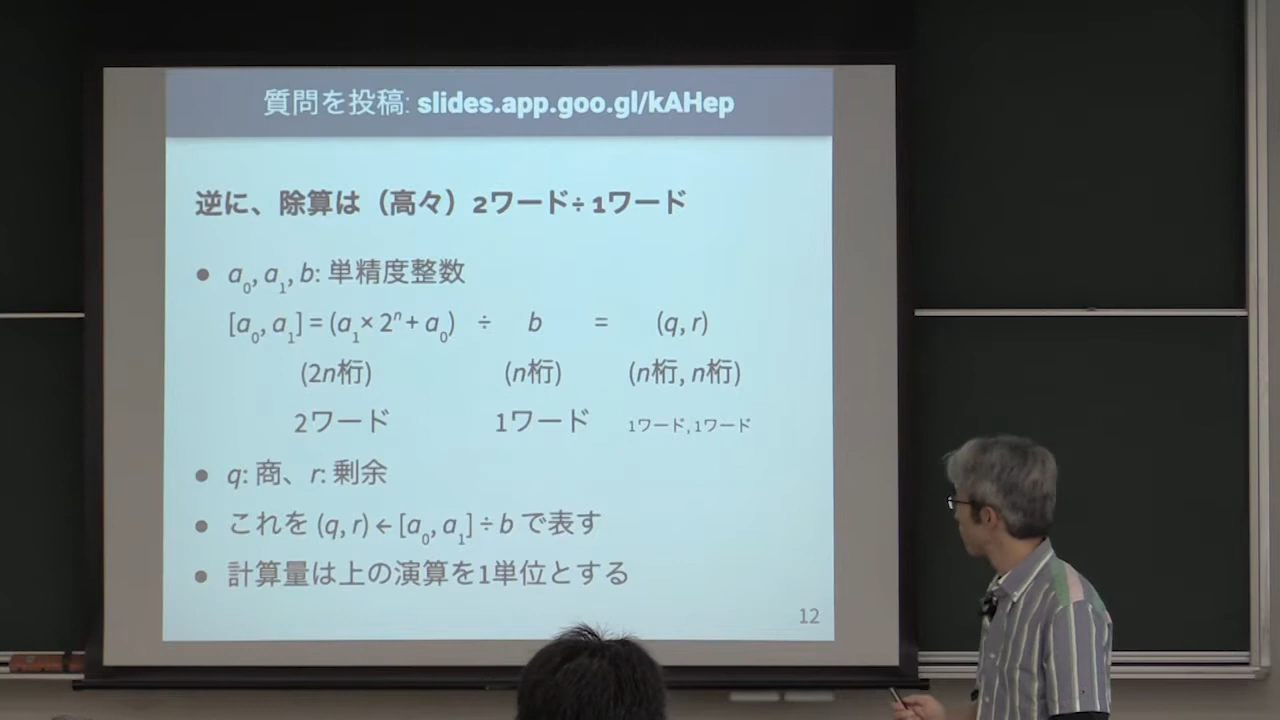 質問を投稿: slides.app.goo.gl/kAHep
逆に、除算は（高々）2ワード÷1ワード
● a₀, a₁, b: 単精度整数
[a₀, a₁] = (a₁× 2ⁿ + a₀) ÷ b = (q, r)
(2n桁) (n桁) (n桁, n桁)
2ワード 1ワード 1ワード, 1ワード
● q: 商、r: 剰余
● これを (q, r) ← [a₀, a₁] ÷ b で表す
● 計算量は上の演算を1単位とする
12